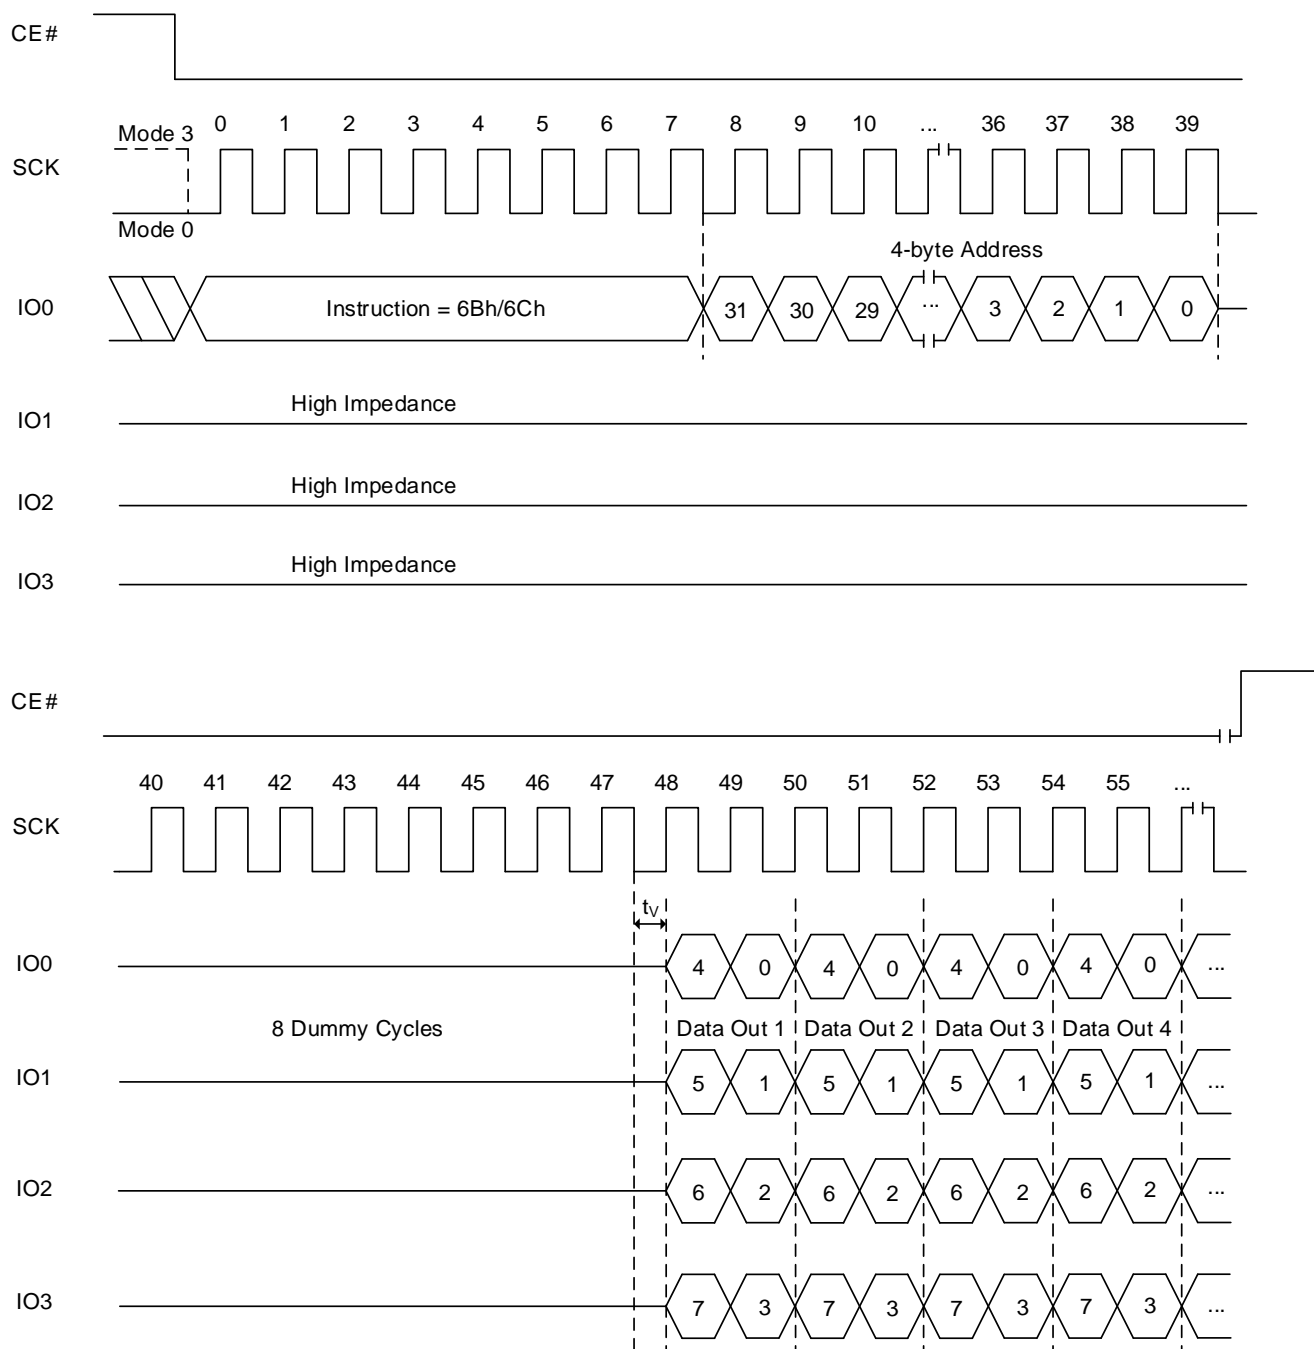 CE#
Mode 3 0 1 2 3 4 5 6 7 8 9 10 ... 36 37 38 39
SCK
Mode 0
4-byte Address
IO0 Instruction = 6Bh/6Ch 31 30 29 ... 3 2 1 0
High Impedance
IO1
High Impedance
IO2
High Impedance
IO3
CE#
40 41 42 43 44 45 46 47 48 49 50 51 52 53 54 55 ...
SCK
tV
IO0 4 0 4 0 4 0 4 0 ...
8 Dummy Cycles Data Out 1 Data Out 2 Data Out 3 Data Out 4
IO1 5 1 5 1 5 1 5 1 ...
IO2 6 2 6 2 6 2 6 2 ...
IO3 7 3 7 3 7 3 7 3 ...